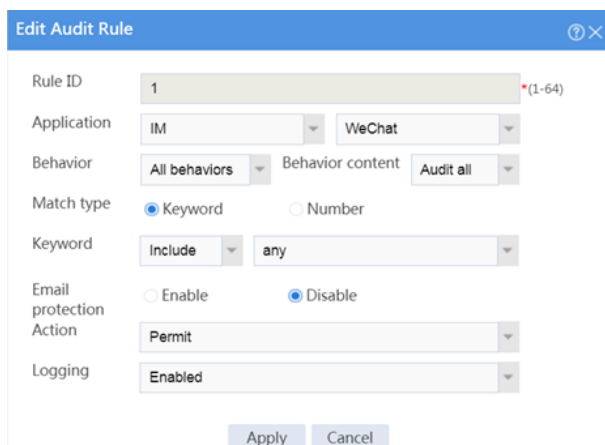 Edit Audit Rule
Rule ID 1 *(1-64)
Application IM WeChat
Behavior All behaviors Behavior content Audit all
Match type Keyword Number
Keyword Include any
Email protection Enable Disable
Action Permit
Logging Enabled
Apply Cancel